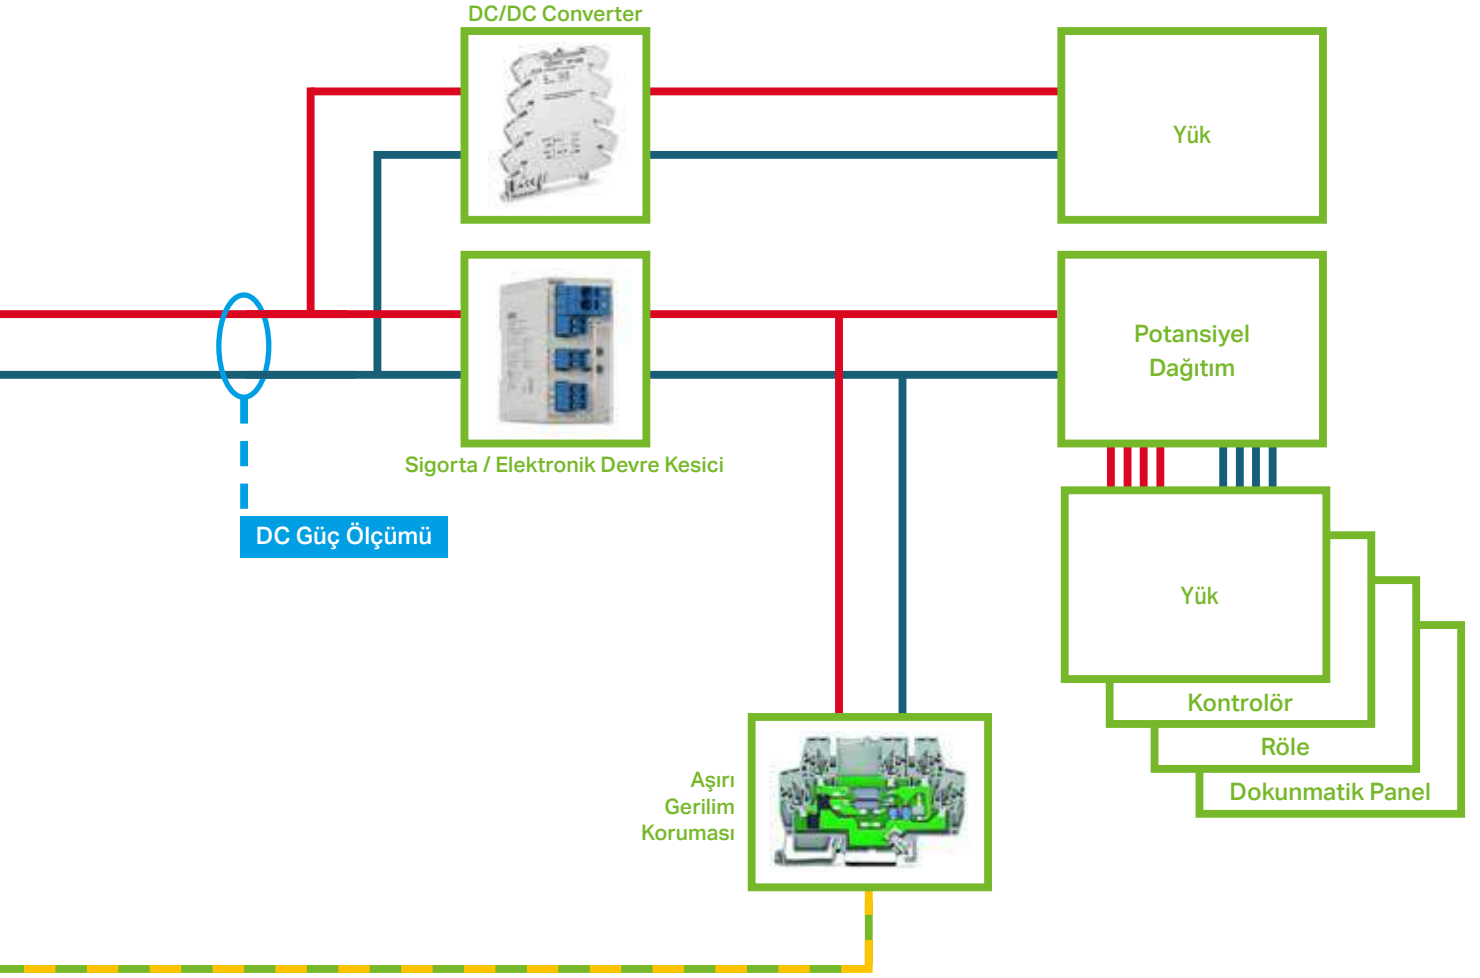 DC/DC Converter
Yük
Potansiyel
Dağıtım
Sigorta / Elektronik Devre Kesici
DC Güç Ölçümü
Yük
Kontrolör
Röle
Dokunmatik Panel
Aşırı
Gerilim
Koruması